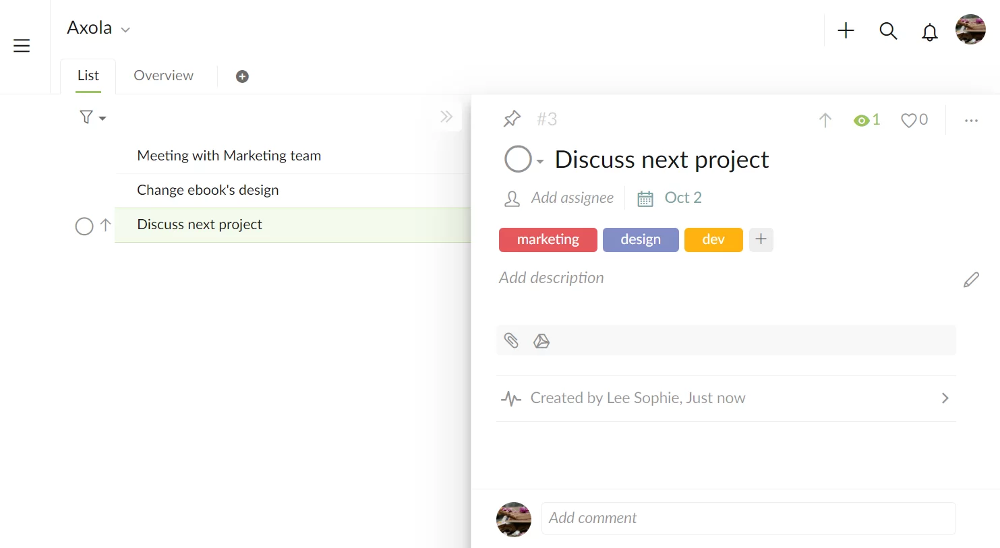 Axola
List
Overview
Meeting with Marketing team
Change ebook's design
Discuss next project
#3
1
0
Discuss next project
Add assignee
Oct 2
marketing
design
dev
Add description
Created by Lee Sophie, Just now
Add comment